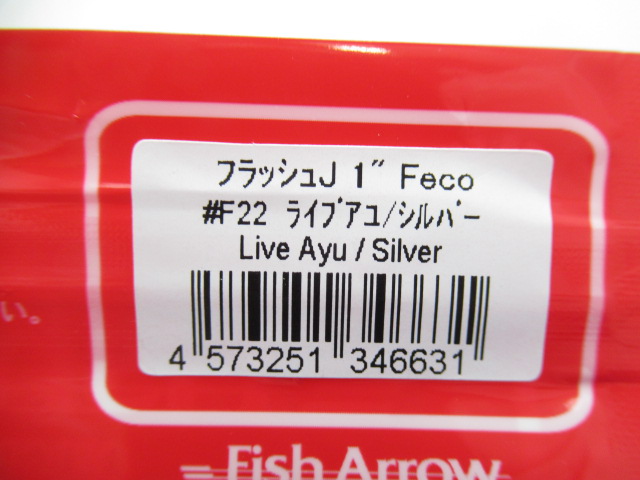 フラッシュJ 1″ Feco
#F22 ﾗｲﾌﾞｱﾕ/ｼﾙﾊﾞｰ
Live Ayu / Silver
4 573251 346631
い。
Fish Arrow